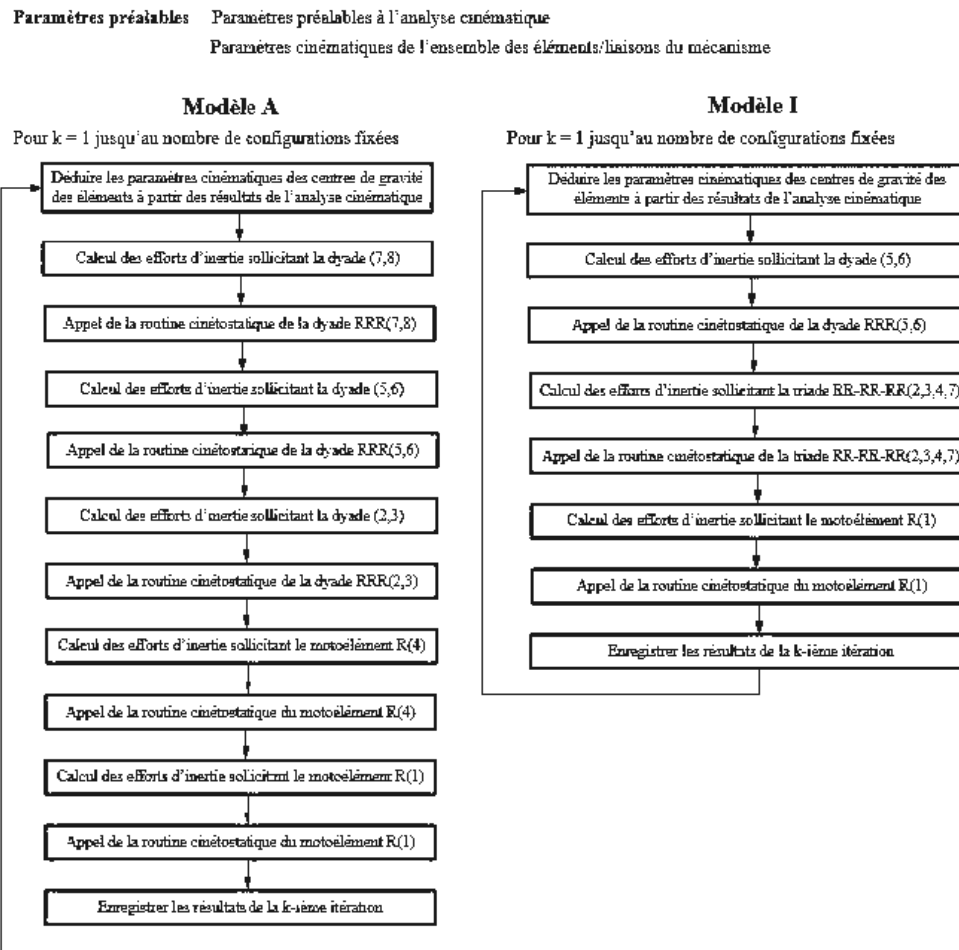 Paramètres préalables Paramètres préalables à l'analyse cinématique
Paramètres cinématiques de l'ensemble des éléments/liaisons du mécanisme
Modèle A
Pour k = 1 jusqu'au nombre de configurations fixées
Déduire les paramètres cinématiques des centres de gravité
des éléments à partir des résultats de l'analyse cinématique
Calcul des efforts d'inertie sollicitant la dyade (7,8)
Appel de la routine cinétostatique de la dyade RRR(7,8)
Calcul des efforts d'inertie sollicitant la dyade (5,6)
Appel de la routine cinétostatique de la dyade RRR(5,6)
Calcul des efforts d'inertie sollicitant la dyade (2,3)
Appel de la routine cinétostatique de la dyade RRR(2,3)
Calcul des efforts d'inertie sollicitant le motoélément R(4)
Appel de la routine cinétostatique du motoélément R(4)
Calcul des efforts d'inertie sollicitant le motoélément R(1)
Appel de la routine cinétostatique du motoélément R(1)
Enregistrer les résultats de la k-ième itération
Modèle I
Pour k = 1 jusqu'au nombre de configurations fixées
Déduire les paramètres cinématiques des centres de gravité des
éléments à partir des résultats de l'analyse cinématique
Calcul des efforts d'inertie sollicitant la dyade (5,6)
Appel de la routine cinétostatique de la dyade RRR(5,6)
Calcul des efforts d'inertie sollicitant la triade RR-RR-RR(2,3,4,7)
Appel de la routine cinétostatique de la triade RR-RR-RR(2,3,4,7)
Calcul des efforts d'inertie sollicitant le motoélément R(1)
Appel de la routine cinétostatique du motoélément R(1)
Enregistrer les résultats de la k-ième itération